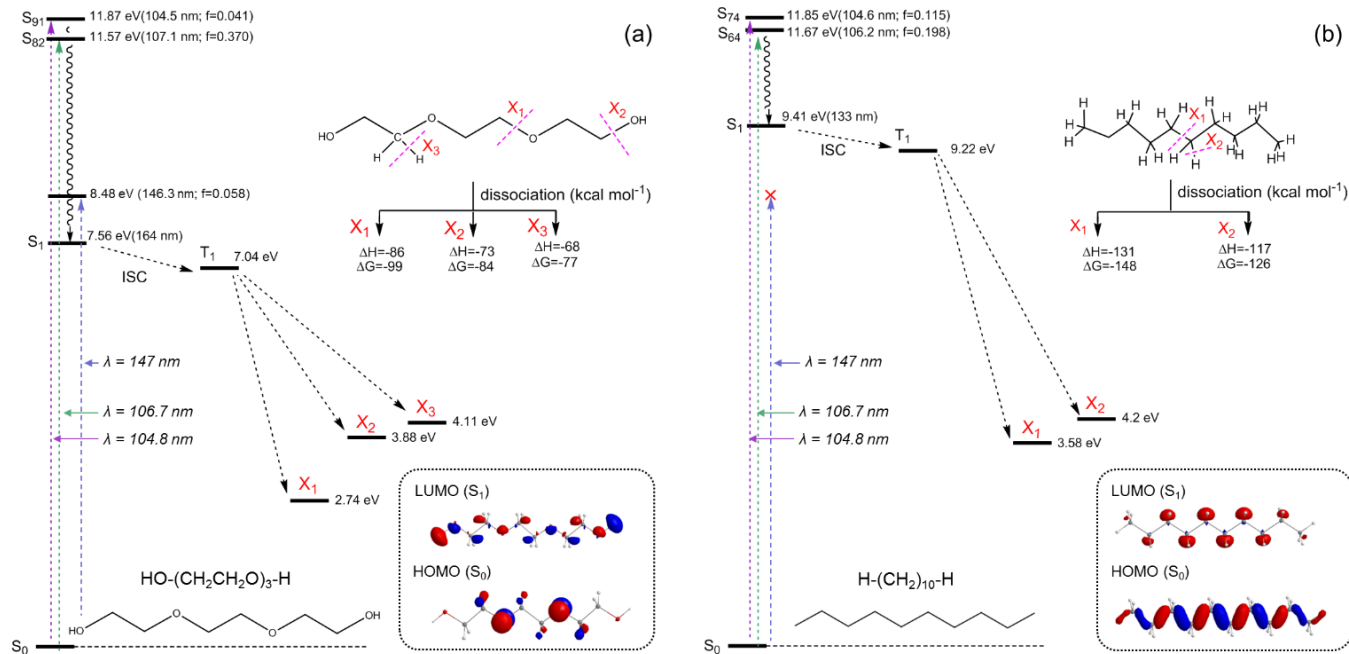 (a)
S91 11.87 eV(104.5 nm; f=0.041)
S82 11.57 eV(107.1 nm; f=0.370)
HO
O
X1
O
X2
OH
H H
X3
dissociation (kcal mol-1)
X1 X2 X3
ΔH=-86 ΔH=-73 ΔH=-68
ΔG=-99 ΔG=-84 ΔG=-77
8.48 eV (146.3 nm; f=0.058)
S1 7.56 eV(164 nm)
ISC
T1 7.04 eV
λ = 147 nm
λ = 106.7 nm
λ = 104.8 nm
X3 4.11 eV
X2 3.88 eV
X1 2.74 eV
LUMO (S1)
HOMO (S0)
HO-(CH2CH2O)3-H
HO
O
O
OH
S0
(b)
S74 11.85 eV (104.6 nm; f=0.115)
S64 11.67 eV (106.2 nm; f=0.198)
S1 9.41 eV (133 nm)
ISC
T1 9.22 eV
H H H H H H H H H
X1
X2
H H H H H H H H H H
dissociation (kcal mol-1)
X1 X2
ΔH=-131 ΔH=-117
ΔG=-148 ΔG=-126
λ = 147 nm
λ = 106.7 nm
λ = 104.8 nm
X2 4.2 eV
X1 3.58 eV
LUMO (S1)
HOMO (S0)
H-(CH2)10-H
S0